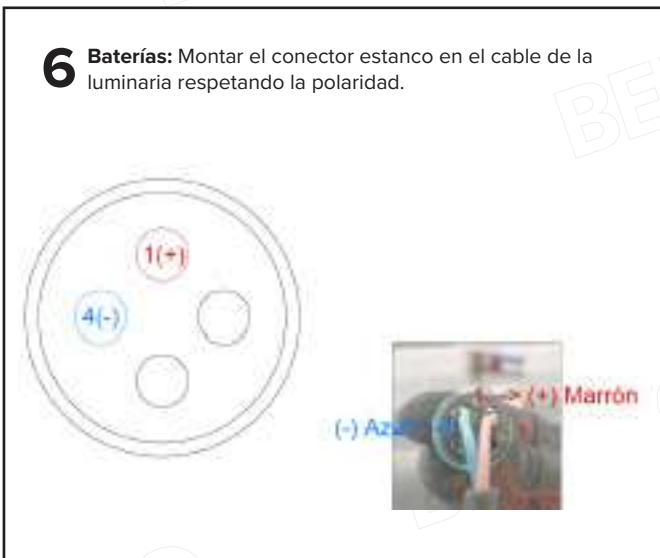 6 Baterías: Montar el conector estanco en el cable de la
luminaria respetando la polaridad.
1(+)
4(-)
--> (+) Marrón
(-)